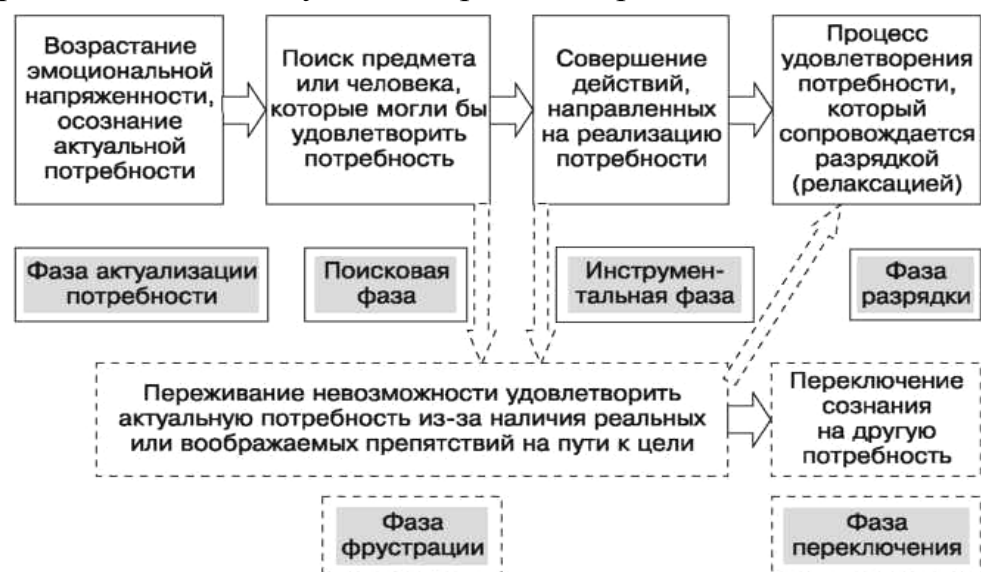 Возрастание
эмоциональной
напряженности,
осознание
актуальной
потребности
Поиск предмета
или человека,
которые могли бы
удовлетворить
потребность
Совершение
действий,
направленных
на реализацию
потребности
Процесс
удовлетворения
потребности,
который
сопровождается
разрядкой
(релаксацией)
Фаза актуализации
потребности
Поисковая
фаза
Инструмен-
тальная фаза
Фаза
разрядки
Переживание невозможности удовлетворить
актуальную потребность из-за наличия реальных
или воображаемых препятствий на пути к цели
Переключение
сознания
на другую
потребность
Фаза
фрустрации
Фаза
переключения